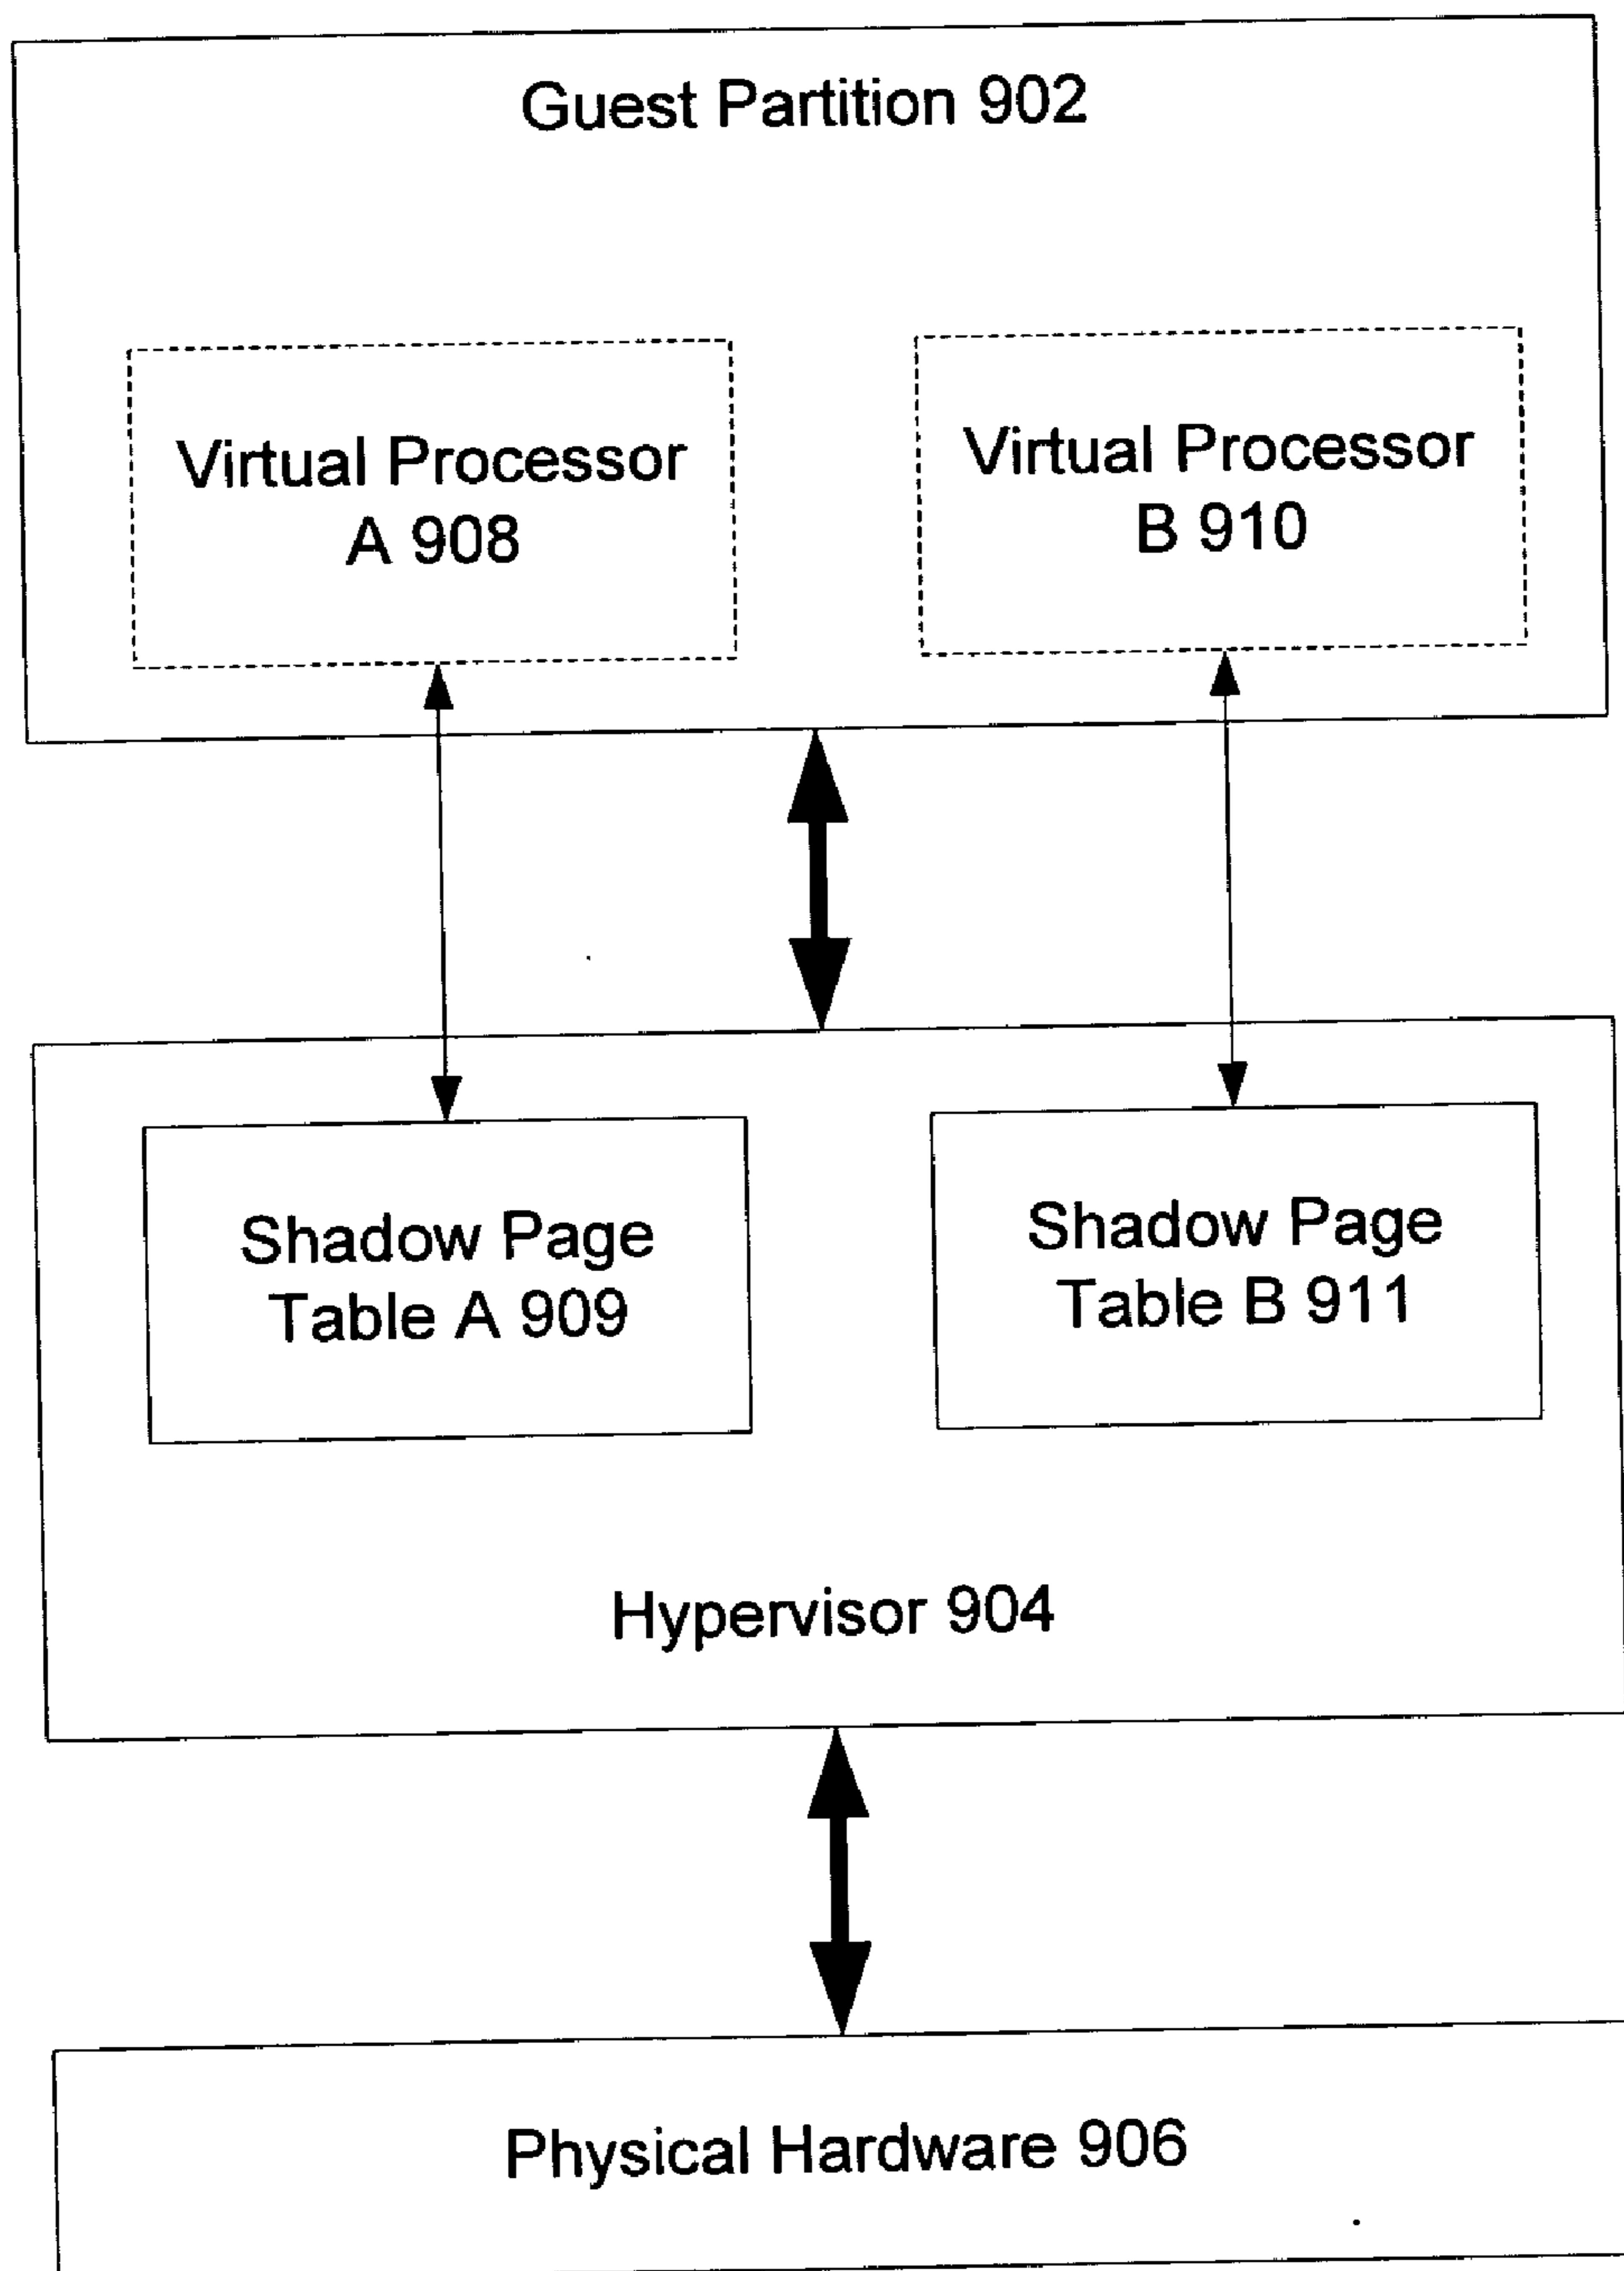 Guest Partition 902
Virtual Processor
A 908
Virtual Processor
B 910
Shadow Page
Table A 909
Shadow Page
Table B 911
Hypervisor 904
Physical Hardware 906